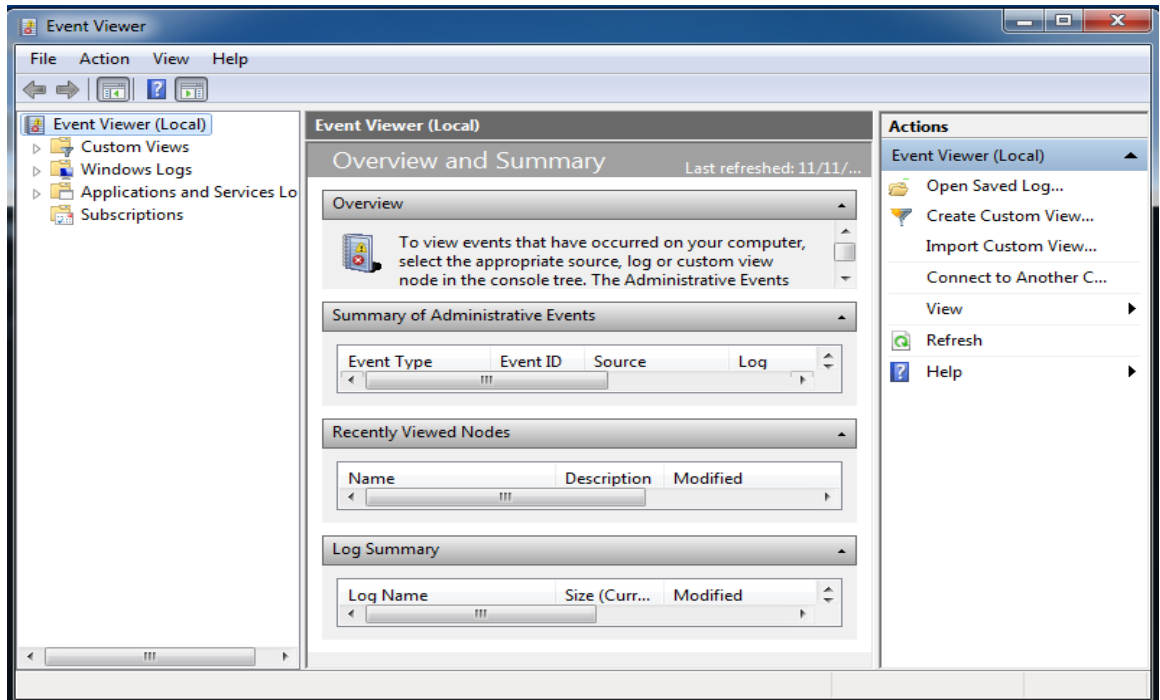 Event Viewer
File Action View Help
Event Viewer (Local)
Custom Views
Windows Logs
Applications and Services Lo
Subscriptions
Event Viewer (Local)
Overview and Summary
Last refreshed: 11/11/...
Overview
To view events that have occurred on your computer,
select the appropriate source, log or custom view
node in the console tree. The Administrative Events
Summary of Administrative Events
Event Type Event ID Source Log
Recently Viewed Nodes
Name Description Modified
Log Summary
Log Name Size (Curr... Modified
Actions
Event Viewer (Local)
Open Saved Log...
Create Custom View...
Import Custom View...
Connect to Another C...
View
Refresh
Help